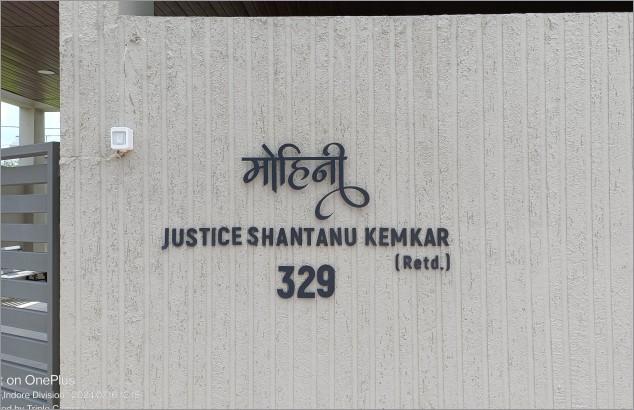 मोहिनी
JUSTICE SHANTANU KEMKAR
(Retd.)
329
on OnePlus
,Indore Division